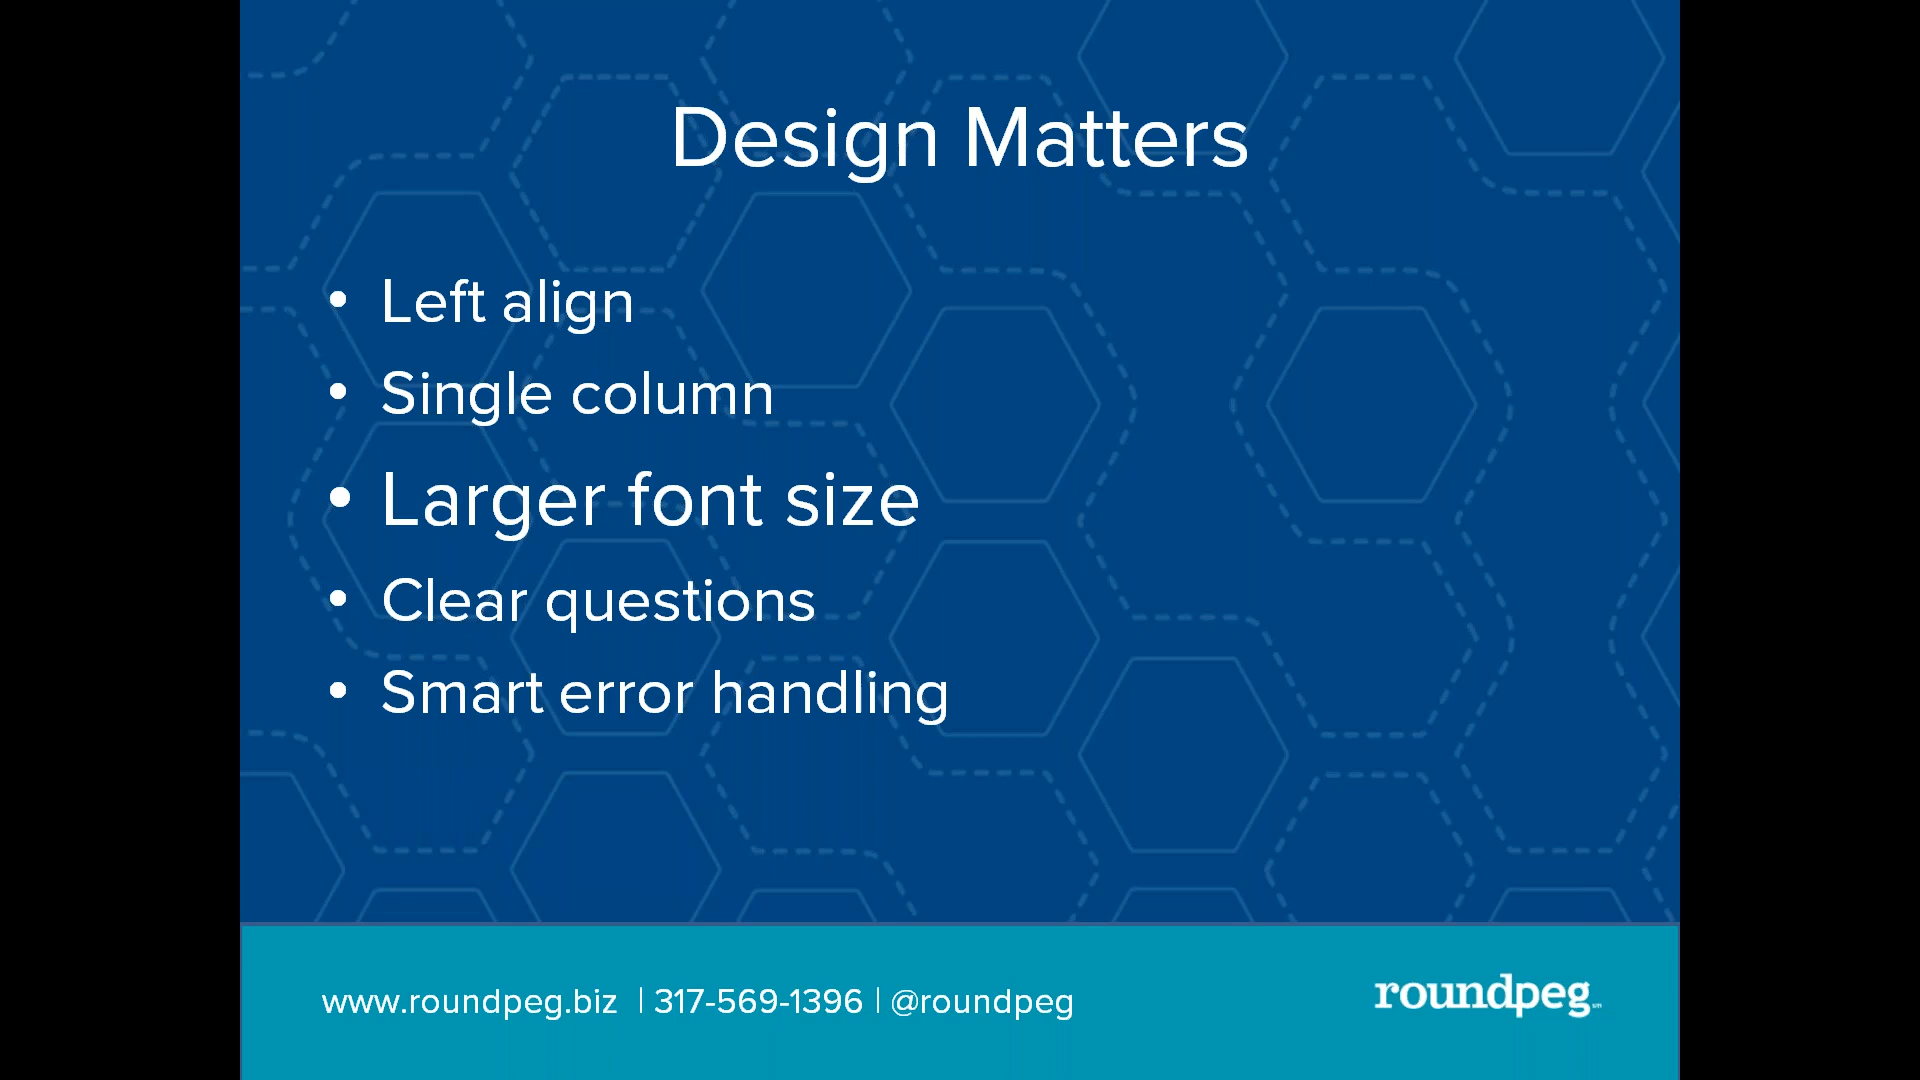 Design Matters
• Left align
• Single column
• Larger font size
• Clear questions
• Smart error handling
www.roundpeg.biz | 317-569-1396 | @roundpeg
roundpeg